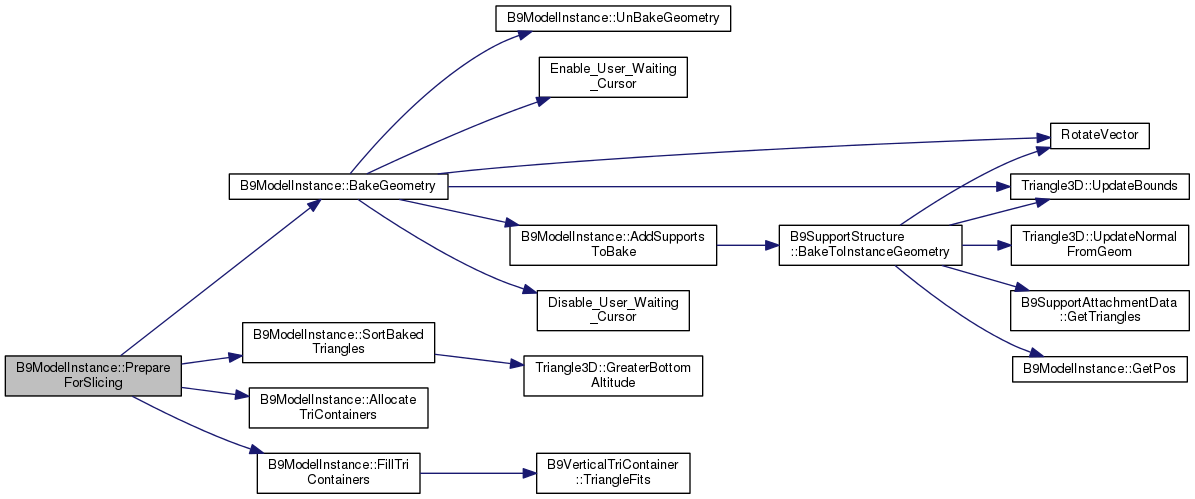 B9ModelInstance::UnBakeGeometry
Enable_User_Waiting
_Cursor
RotateVector
B9ModelInstance::BakeGeometry
Triangle3D::UpdateBounds
B9ModelInstance::AddSupports
ToBake
B9SupportStructure
::BakeToInstanceGeometry
Triangle3D::UpdateNormal
FromGeom
Disable_User_Waiting
_Cursor
B9SupportAttachmentData
::GetTriangles
B9ModelInstance::SortBaked
Triangles
B9ModelInstance::Prepare
ForSlicing
Triangle3D::GreaterBottom
Altitude
B9ModelInstance::GetPos
B9ModelInstance::Allocate
TriContainers
B9ModelInstance::FillTri
Containers
B9VerticalTriContainer
::TriangleFits